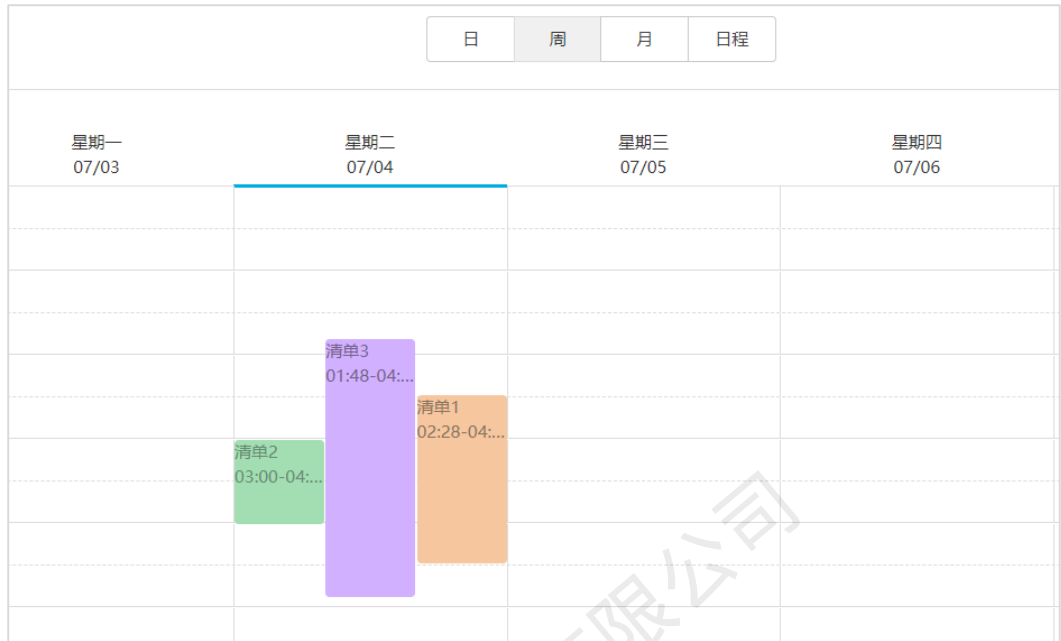 日 周 月 日程
星期一 星期二 星期三 星期四
07/03 07/04 07/05 07/06
清单3
01:48-04:...
清单1
02:28-04:...
清单2
03:00-04:...
限公司